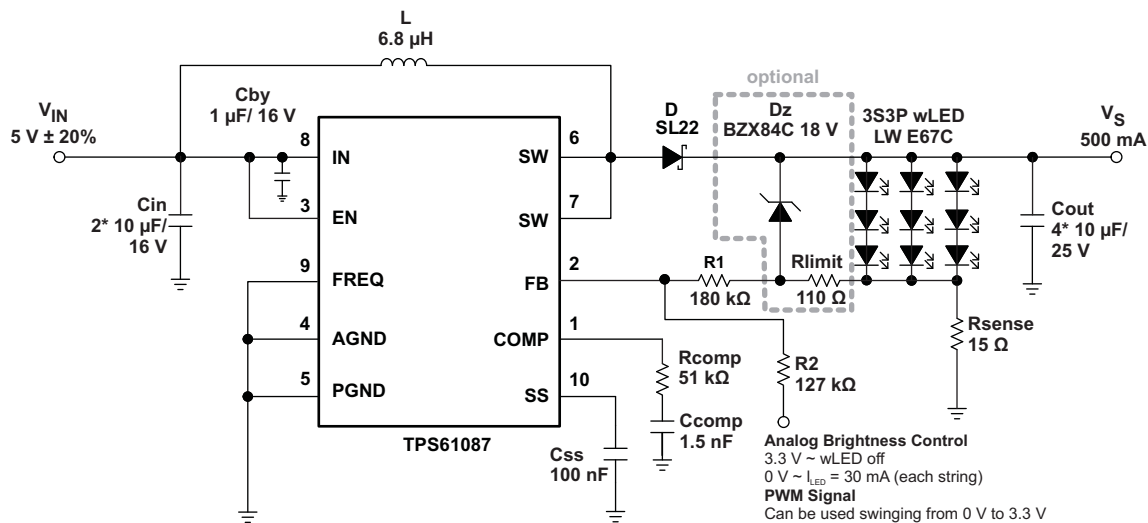 L
6.8 µH
optional
Cby
1 µF/ 16 V
VIN
5 V ± 20%
D
SL22
Dz
BZX84C 18 V
3S3P wLED
LW E67C
VS
500 mA
8
IN
6
SW
3
EN
7
SW
Cin
2* 10 µF/
16 V
Cout
4* 10 µF/
25 V
9
FREQ
2
FB
R1
180 kΩ
Rlimit
110 Ω
4
AGND
1
COMP
Rsense
15 Ω
Rcomp
51 kΩ
R2
127 kΩ
5
PGND
10
SS
Ccomp
1.5 nF
TPS61087
Css
100 nF
Analog Brightness Control
3.3 V ~ wLED off
0 V ~ ILED = 30 mA (each string)
PWM Signal
Can be used swinging from 0 V to 3.3 V